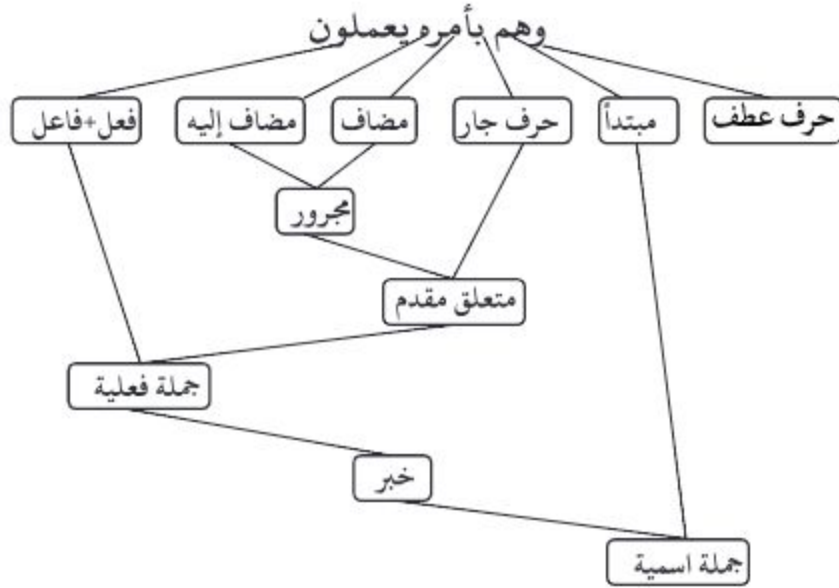 وهم بأمره يعملون
حرف عطف مبتدأ حرف جار مضاف مضاف إليه فعل+فاعل
مجرور
متعلق مقدم
جملة فعلية
خبر
جملة اسمية